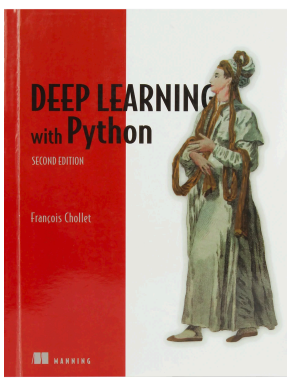 DEEP LEARNING
with Python
SECOND EDITION
François Chollet
MANNING